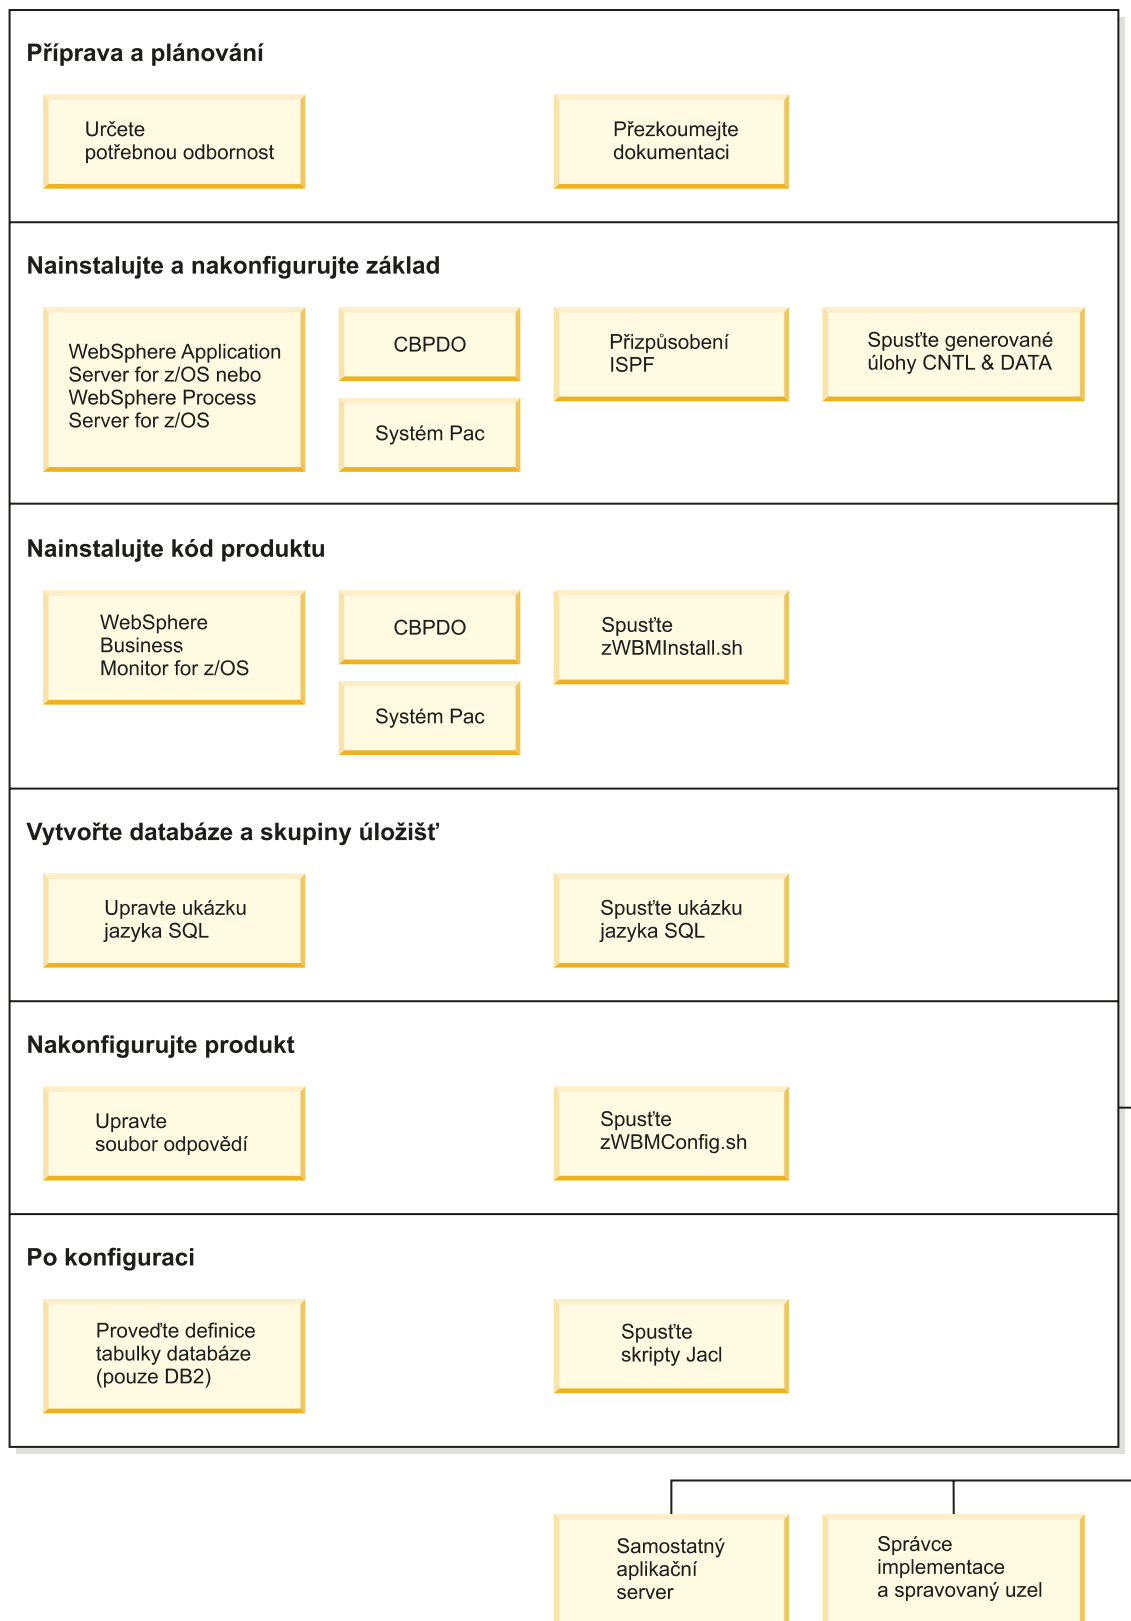 Příprava a plánování
Určete
potřebnou odbornost
Přezkoumejte
dokumentaci
Nainstalujte a nakonfigurujte základ
WebSphere Application
Server for z/OS nebo
WebSphere Process
Server for z/OS
CBPDO
Systém Pac
Přizpůsobení
ISPF
Spusťte generované
úlohy CNTL & DATA
Nainstalujte kód produktu
WebSphere
Business
Monitor for z/OS
CBPDO
Systém Pac
Spusťte
zWBMInstall.sh
Vytvořte databáze a skupiny úložišť
Upravte ukázku
jazyka SQL
Spusťte ukázku
jazyka SQL
Nakonfigurujte produkt
Upravte
soubor odpovědí
Spusťte
zWBMConfig.sh
Po konfiguraci
Proveďte definice
tabulky databáze
(pouze DB2)
Spusťte
skripty Jacl
Samostatný
aplikační
server
Správce
implementace
a spravovaný uzel